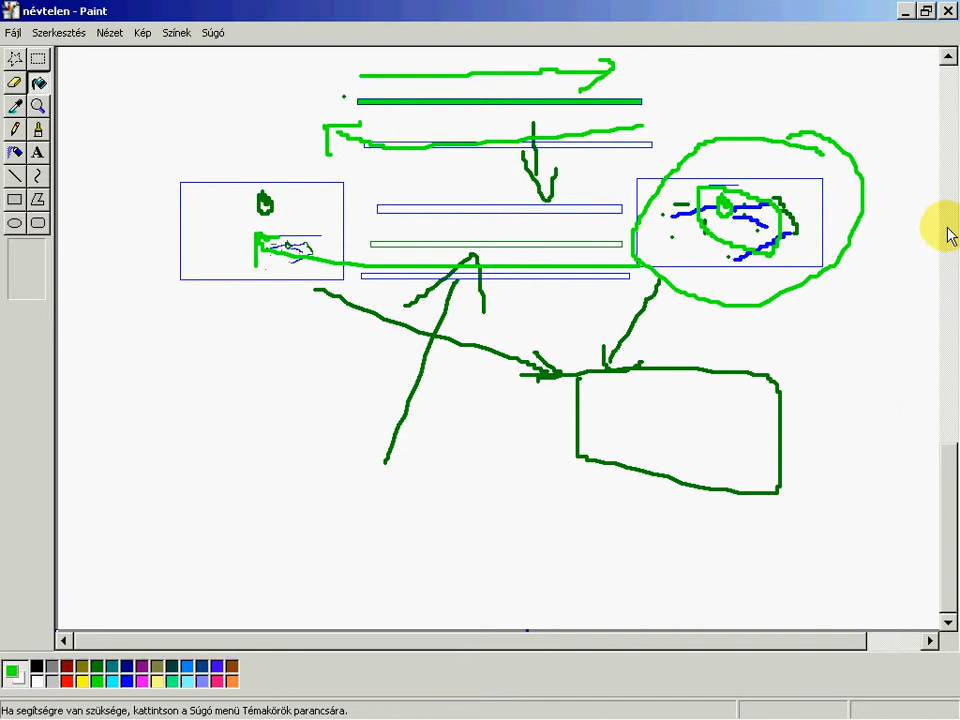 névtelen - Paint
Fájl Szerkesztés Nézet Kép Színek Súgó
A
Ha segítségre van szüksége, kattintson a Súgó menü Témakörök parancsára.